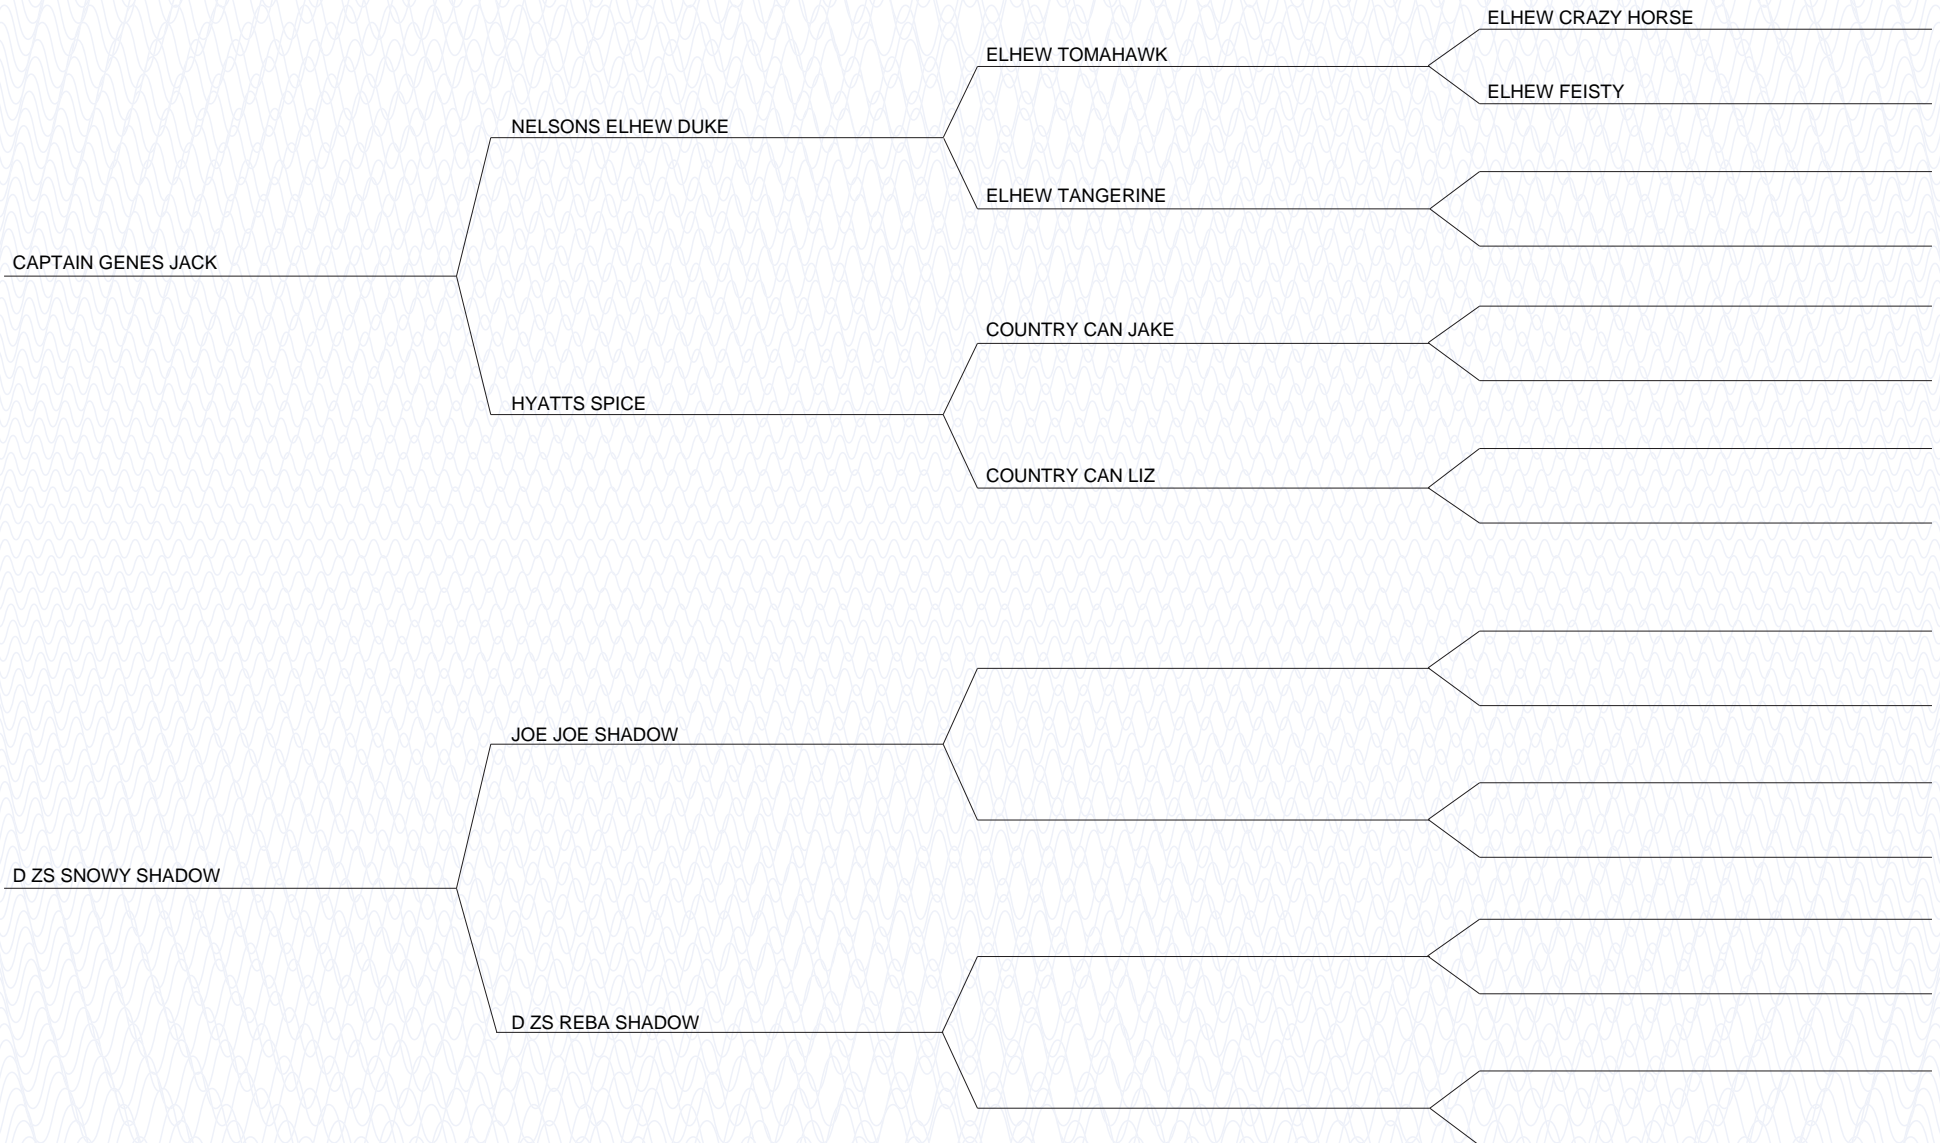 ELHEW CRAZY HORSE
ELHEW TOMAHAWK
ELHEW FEISTY
NELSONS ELHEW DUKE
ELHEW TANGERINE
CAPTAIN GENES JACK
COUNTRY CAN JAKE
HYATTS SPICE
COUNTRY CAN LIZ
JOE JOE SHADOW
D ZS SNOWY SHADOW
D ZS REBA SHADOW